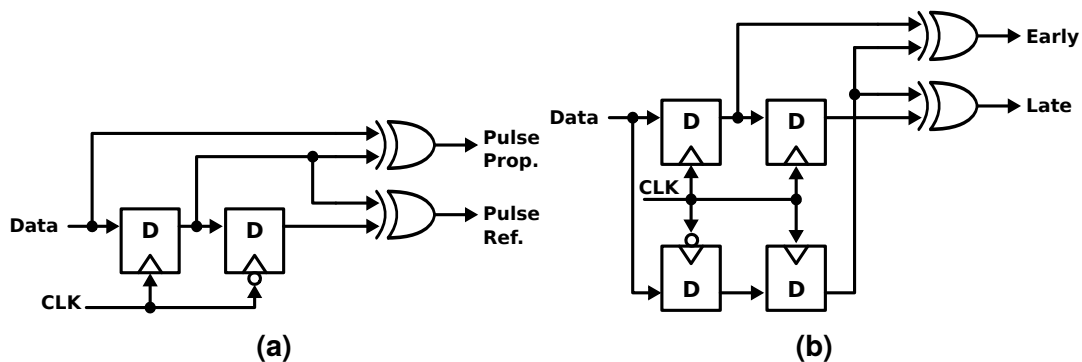 Data
D
D
CLK
Pulse
Prop.
Pulse
Ref.
(a)
Data
D
D
CLK
D
D
Early
Late
(b)